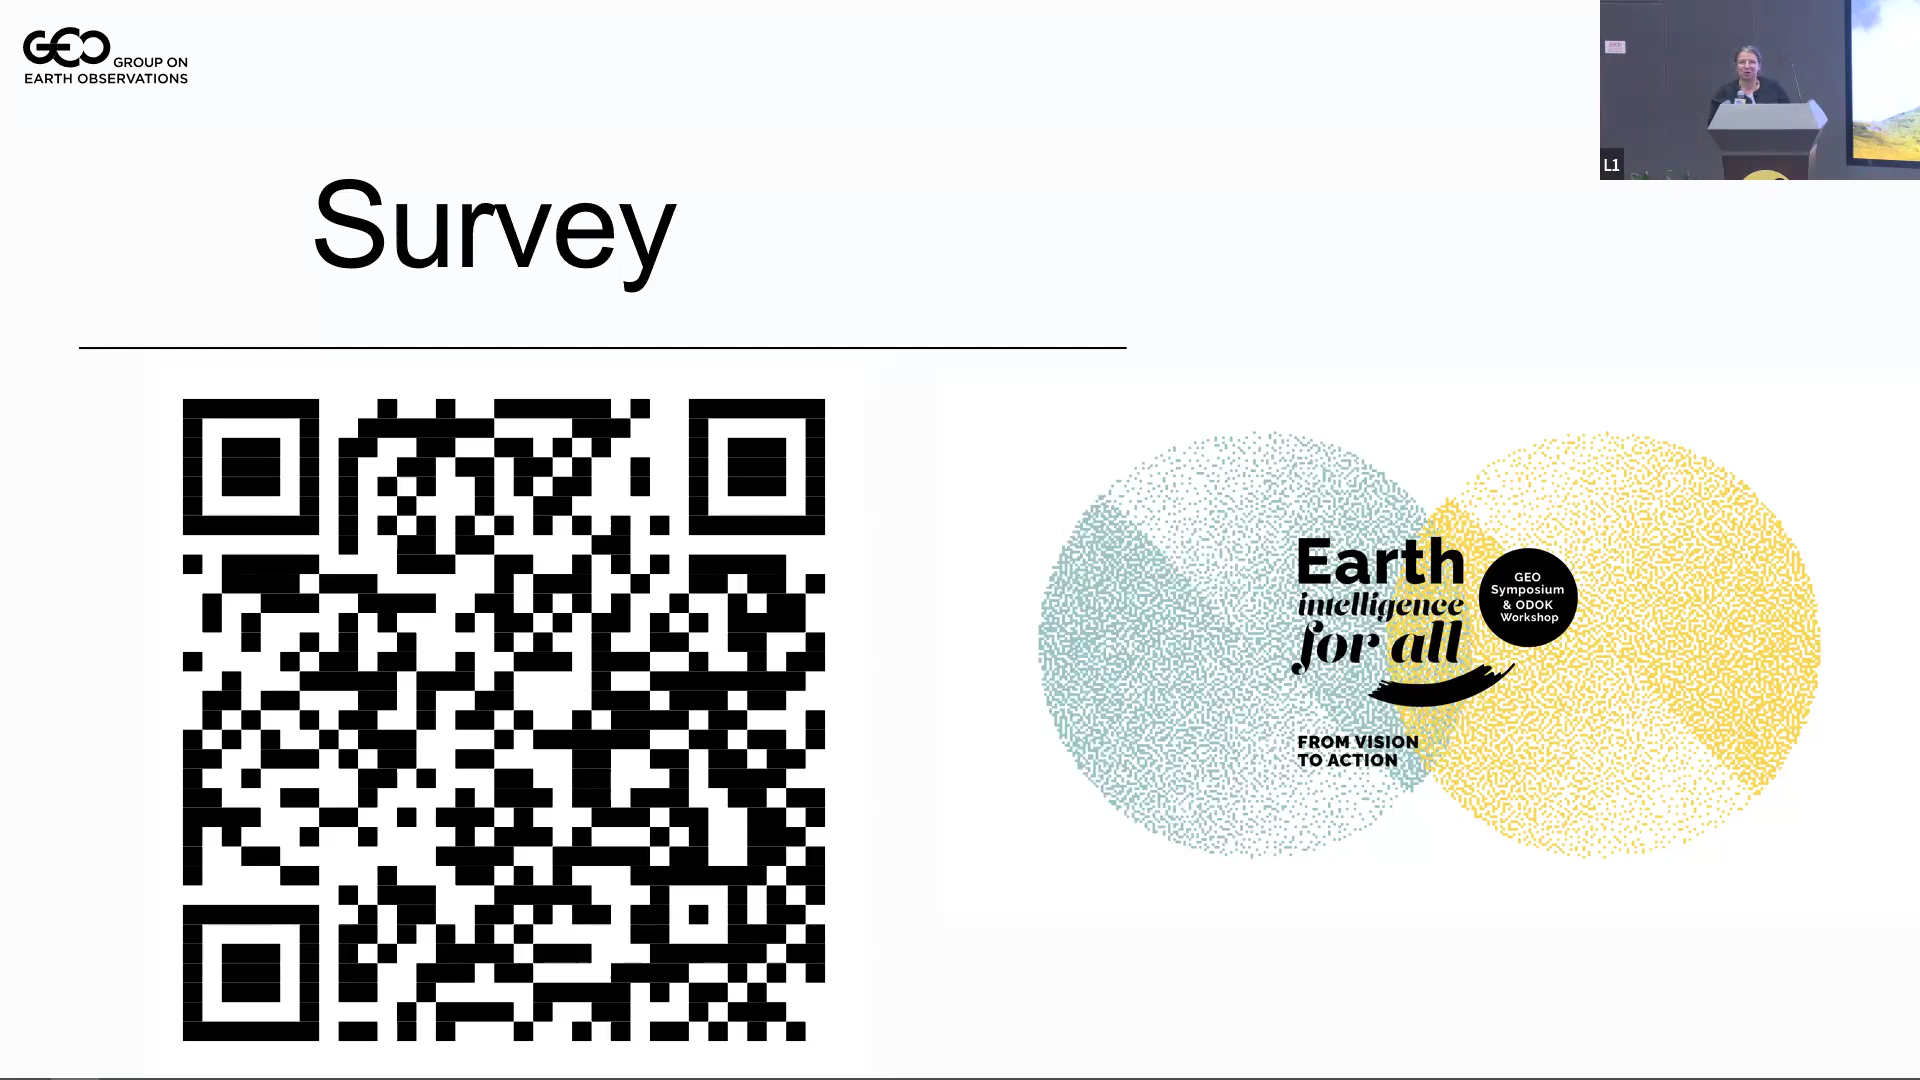 GEO GROUP ON
EARTH OBSERVATIONS
L1
Survey
Earth
intelligence
for all
GEO
Symposium
& ODOK
Workshop
FROM VISION
TO ACTION